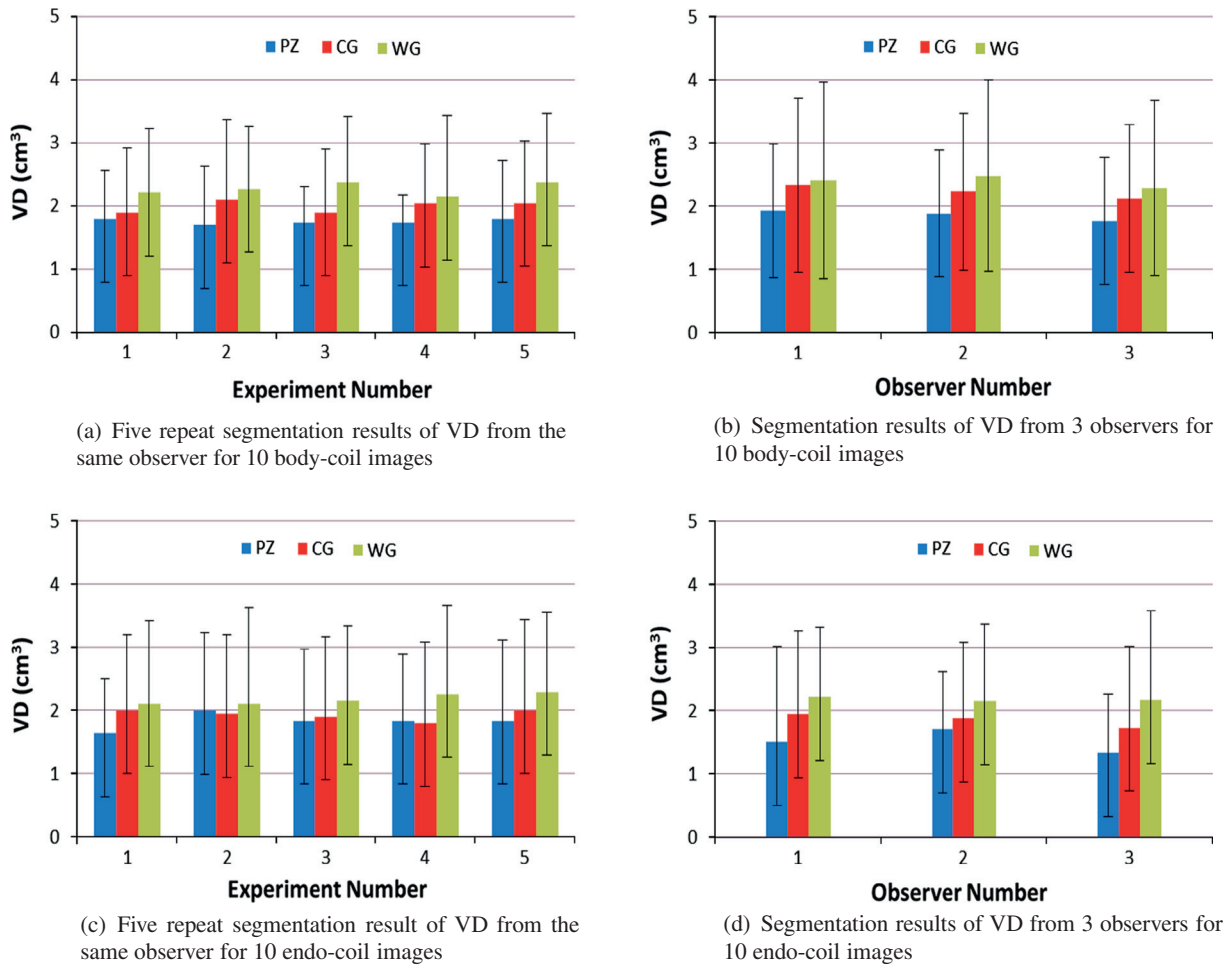 5
4
3
2
1
0
VD (cm³)
PZ CG WG
1 2 3 4 5
Experiment Number
(a) Five repeat segmentation results of VD from the
same observer for 10 body-coil images
5
4
3
2
1
0
VD (cm³)
PZ CG WG
1 2 3
Observer Number
(b) Segmentation results of VD from 3 observers for
10 body-coil images
5
4
3
2
1
0
VD (cm³)
PZ CG WG
1 2 3 4 5
Experiment Number
(c) Five repeat segmentation result of VD from the
same observer for 10 endo-coil images
5
4
3
2
1
0
VD (cm³)
PZ CG WG
1 2 3
Observer Number
(d) Segmentation results of VD from 3 observers for
10 endo-coil images